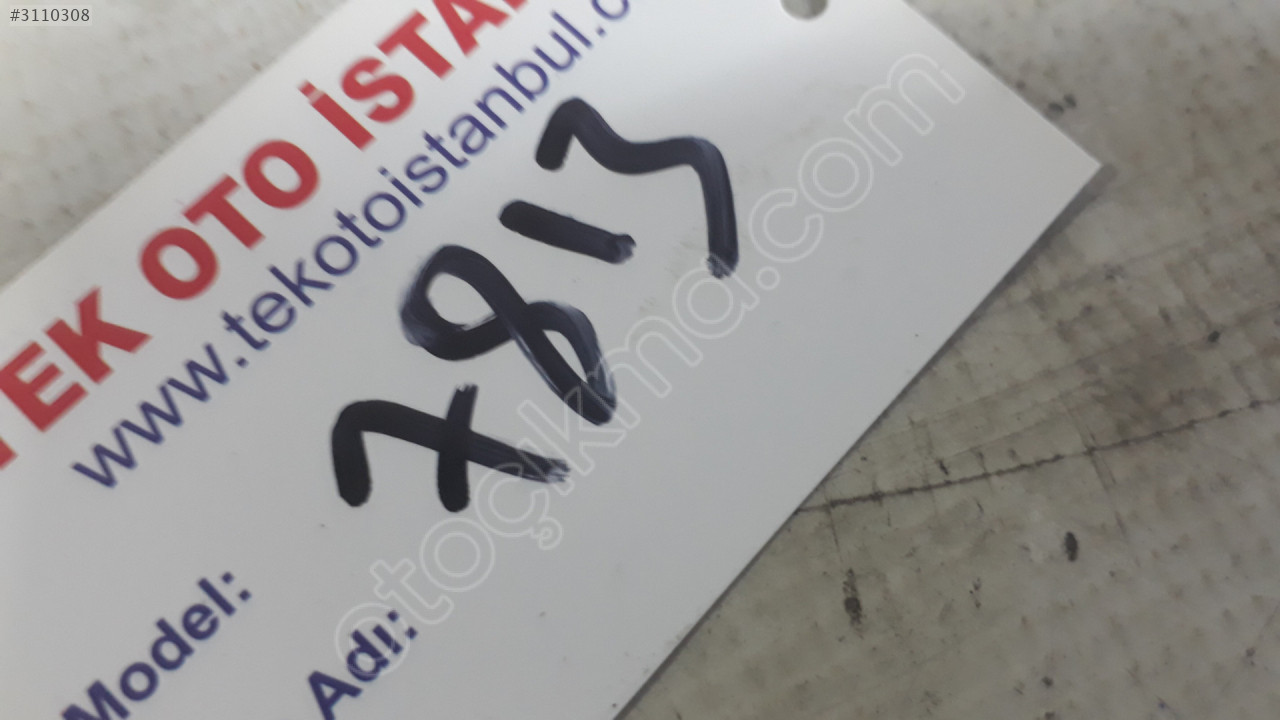 #3110308
TEK OTO İSTA
www.tekotoistanbul.c
7813
Model:
Adı:
otoçıkma.com